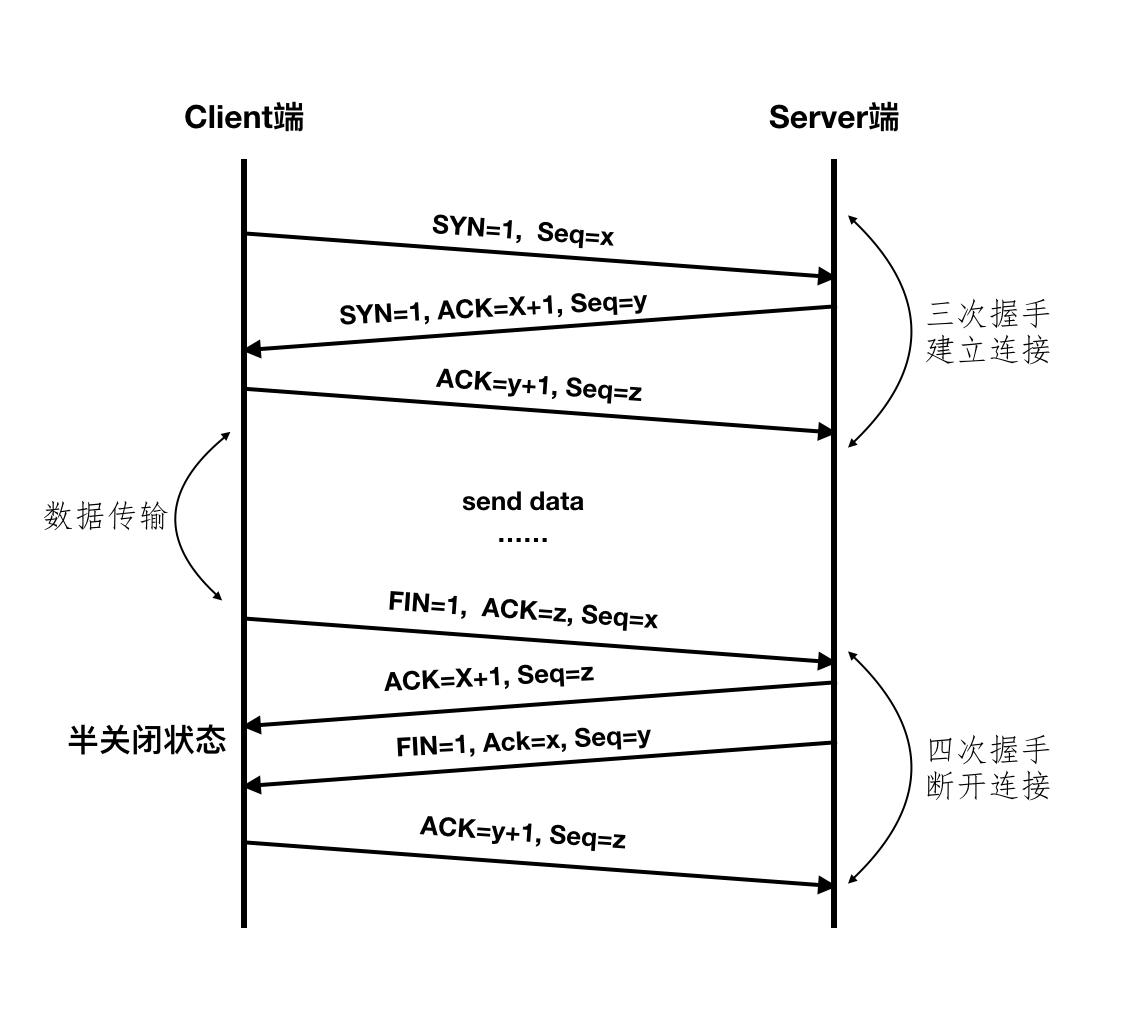 Client端
Server端
SYN=1, Seq=x
SYN=1, ACK=X+1, Seq=y
三次握手
建立连接
ACK=y+1, Seq=z
数据传输
send data
......
FIN=1, ACK=z, Seq=x
ACK=X+1, Seq=z
半关闭状态
FIN=1, Ack=x, Seq=y
四次握手
断开连接
ACK=y+1, Seq=z